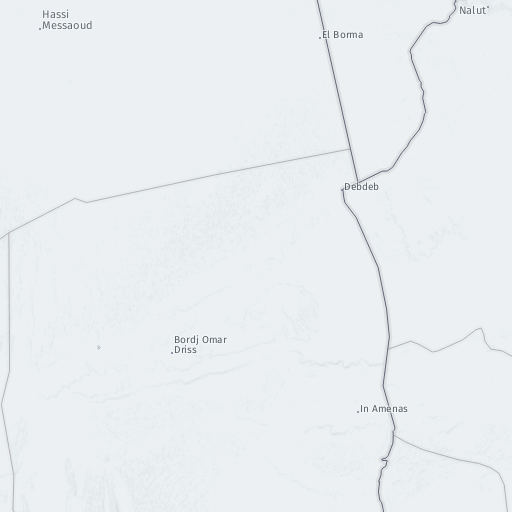 Hassi
Messaoud
Nalut
El Borma
Debdeb
Bordj Omar
Driss
In Amenas